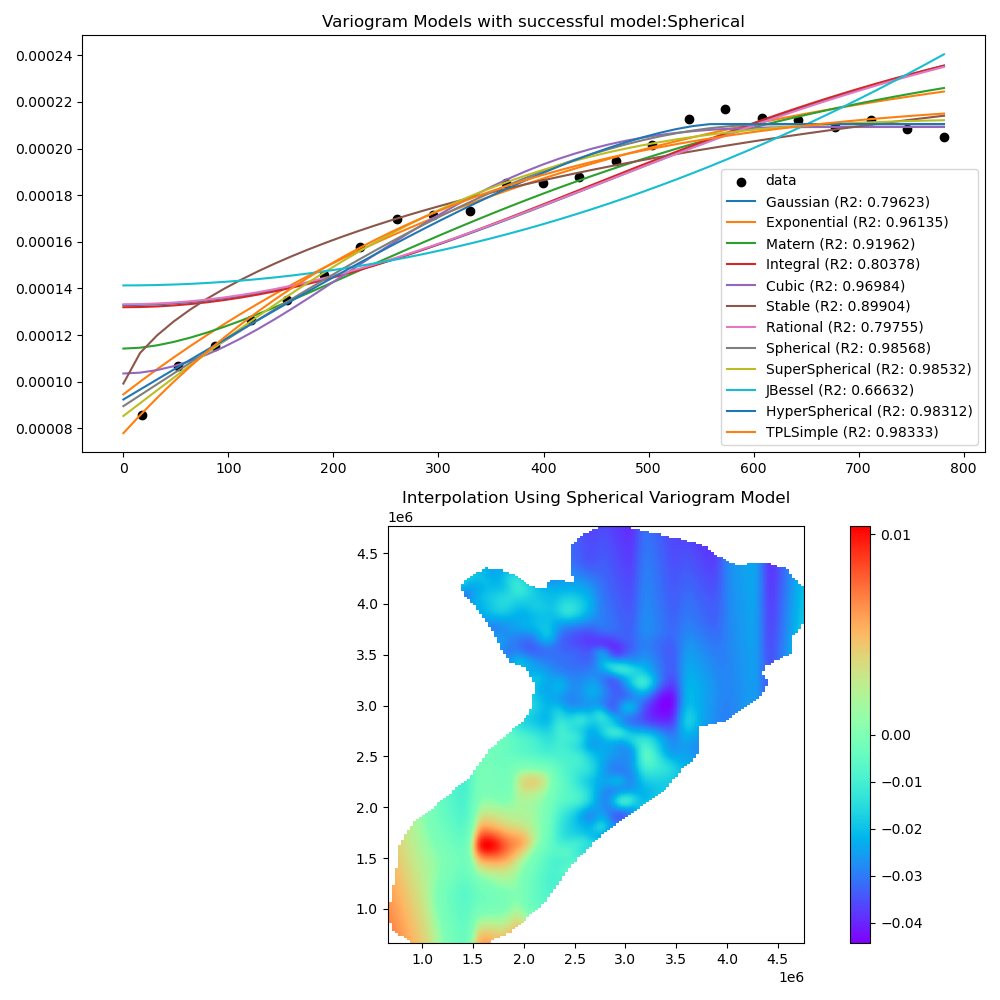 Variogram Models with successful model:Spherical
0.00024
0.00022
0.00020
0.00018
0.00016
0.00014
0.00012
0.00010
0.00008
data
Gaussian (R2: 0.79623)
Exponential (R2: 0.96135)
Matern (R2: 0.91962)
Integral (R2: 0.80378)
Cubic (R2: 0.96984)
Stable (R2: 0.89904)
Rational (R2: 0.79755)
Spherical (R2: 0.98568)
SuperSpherical (R2: 0.98532)
JBessel (R2: 0.66632)
HyperSpherical (R2: 0.98312)
TPLSimple (R2: 0.98333)
0 100 200 300 400 500 600 700 800
Interpolation Using Spherical Variogram Model
1e6
4.5
4.0
3.5
3.0
2.5
2.0
1.5
1.0
1.0 1.5 2.0 2.5 3.0 3.5 4.0 4.5
1e6
0.01
0.00
−0.01
−0.02
−0.03
−0.04